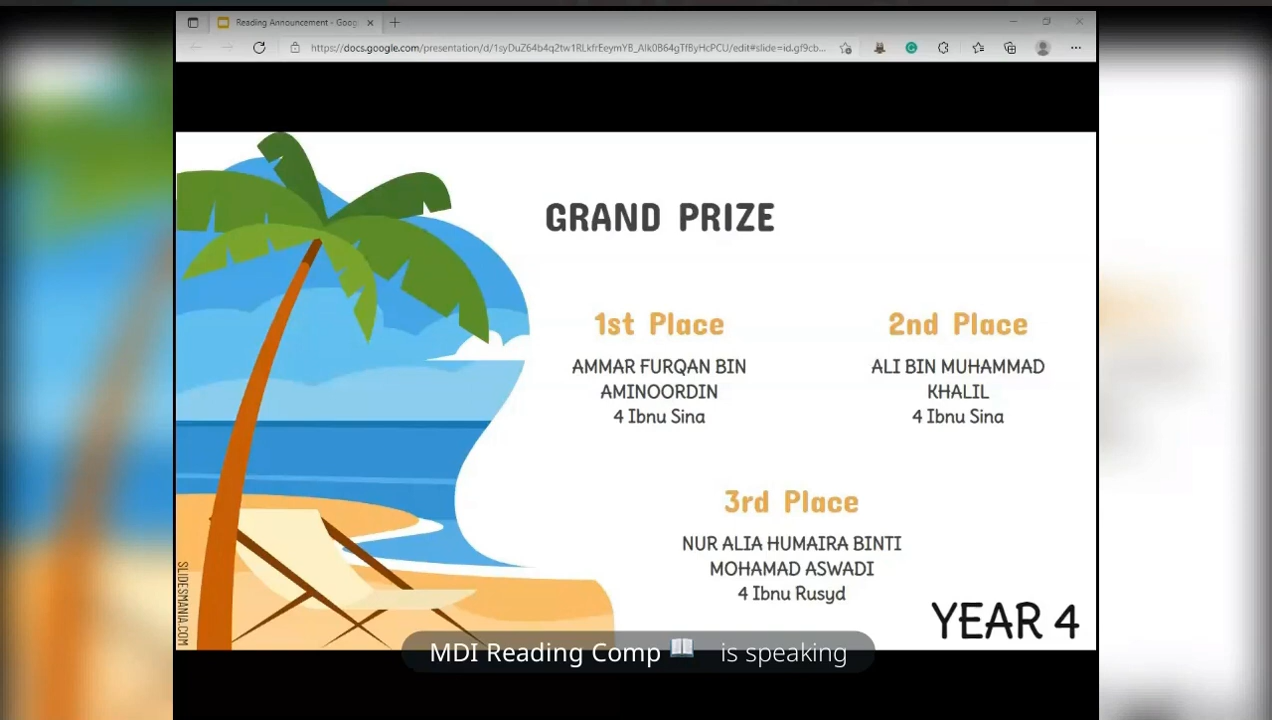 Reading Announcement - Goog
https://docs.google.com/presentation/d/1syDuZ64b4q2tw1RLkfrEeymYB_Alk0B64gTfByHcPCU/edit#slide=id.gf9cb...
GRAND PRIZE
1st Place
AMMAR FURQAN BIN
AMINOORDIN
4 Ibnu Sina
2nd Place
ALI BIN MUHAMMAD
KHALIL
4 Ibnu Sina
3rd Place
NUR ALIA HUMAIRA BINTI
MOHAMAD ASWADI
4 Ibnu Rusyd
YEAR 4
SLIDESMANIA.COM
MDI Reading Comp 📖 is speaking